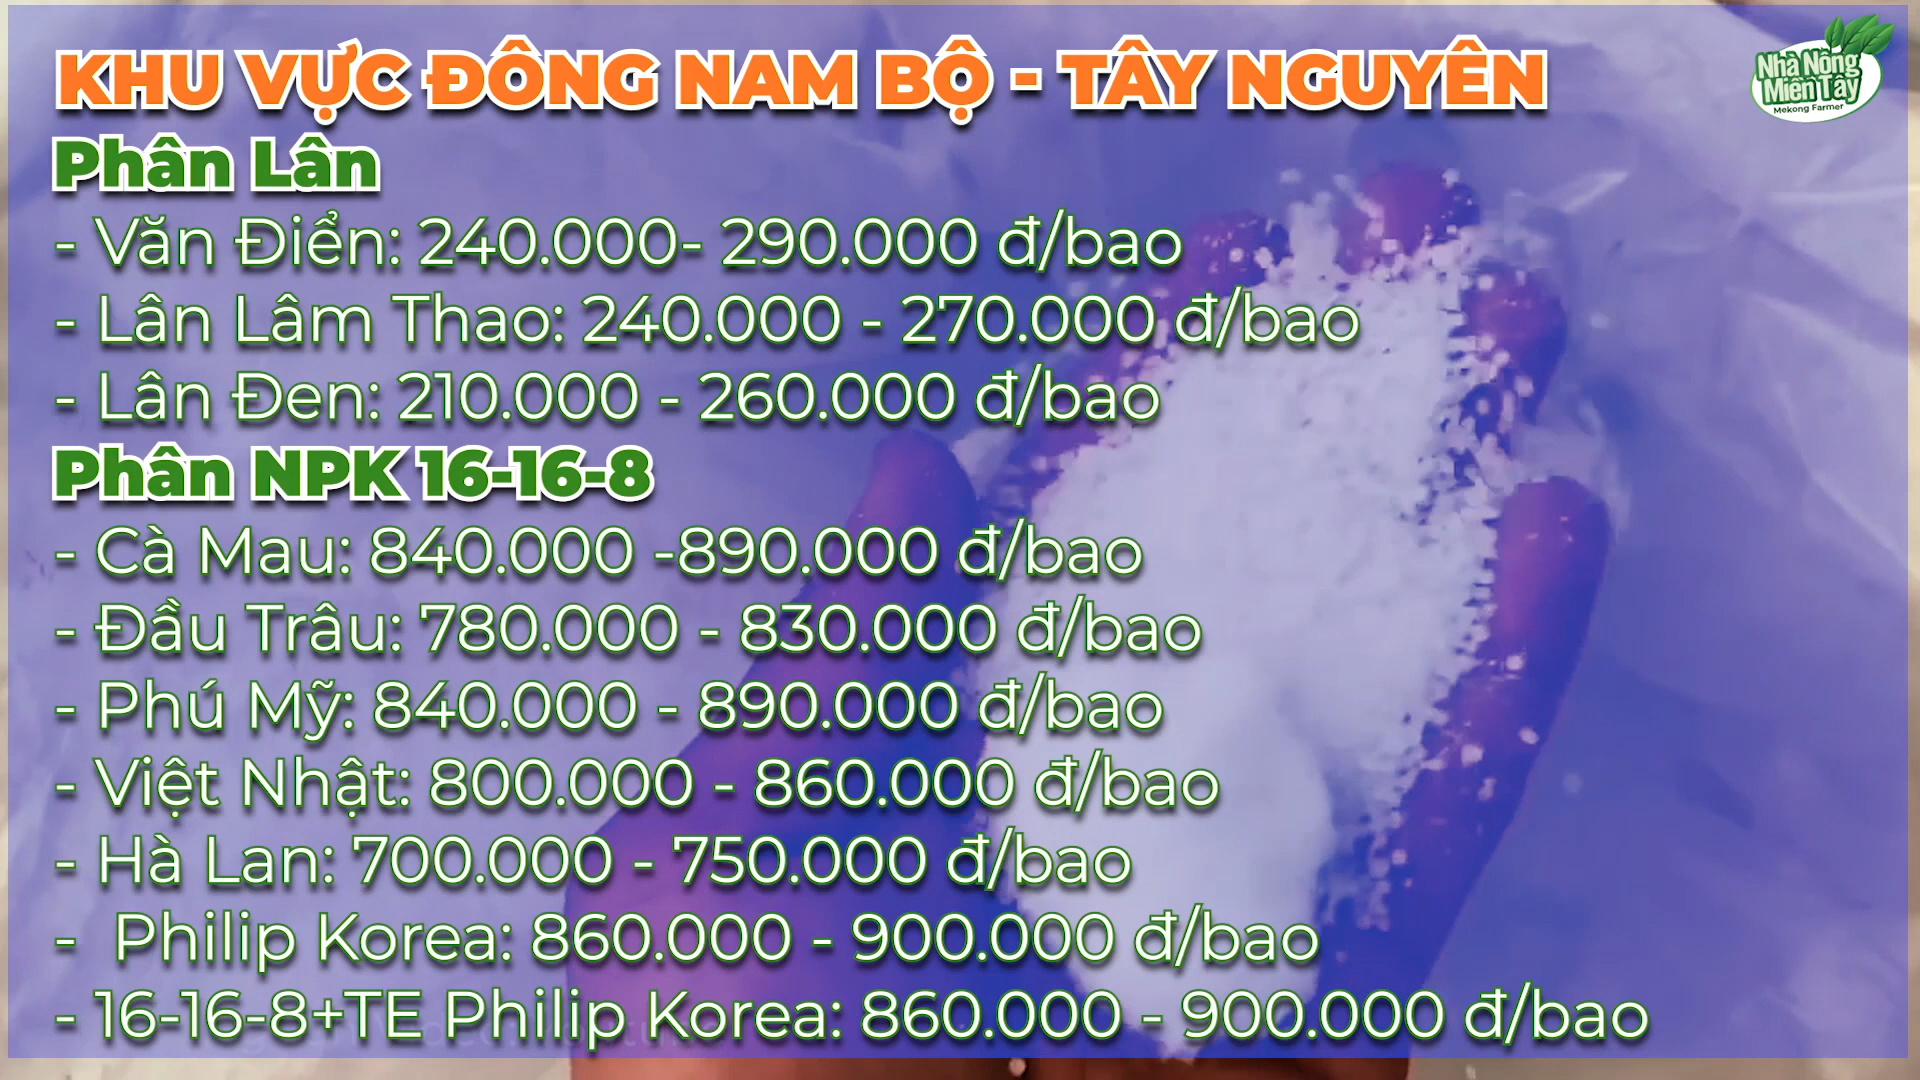 KHU VỰC ĐÔNG NAM BỘ - TÂY NGUYÊN
Nhà Nông
Miền Tây
Mekong Farmer
Phân Lân
- Văn Điển: 240.000- 290.000 đ/bao
- Lân Lâm Thao: 240.000 - 270.000 đ/bao
- Lân Đen: 210.000 - 260.000 đ/bao
Phân NPK 16-16-8
- Cà Mau: 840.000 -890.000 đ/bao
- Đầu Trâu: 780.000 - 830.000 đ/bao
- Phú Mỹ: 840.000 - 890.000 đ/bao
- Việt Nhật: 800.000 - 860.000 đ/bao
- Hà Lan: 700.000 - 750.000 đ/bao
- Philip Korea: 860.000 - 900.000 đ/bao
- 16-16-8+TE Philip Korea: 860.000 - 900.000 đ/bao